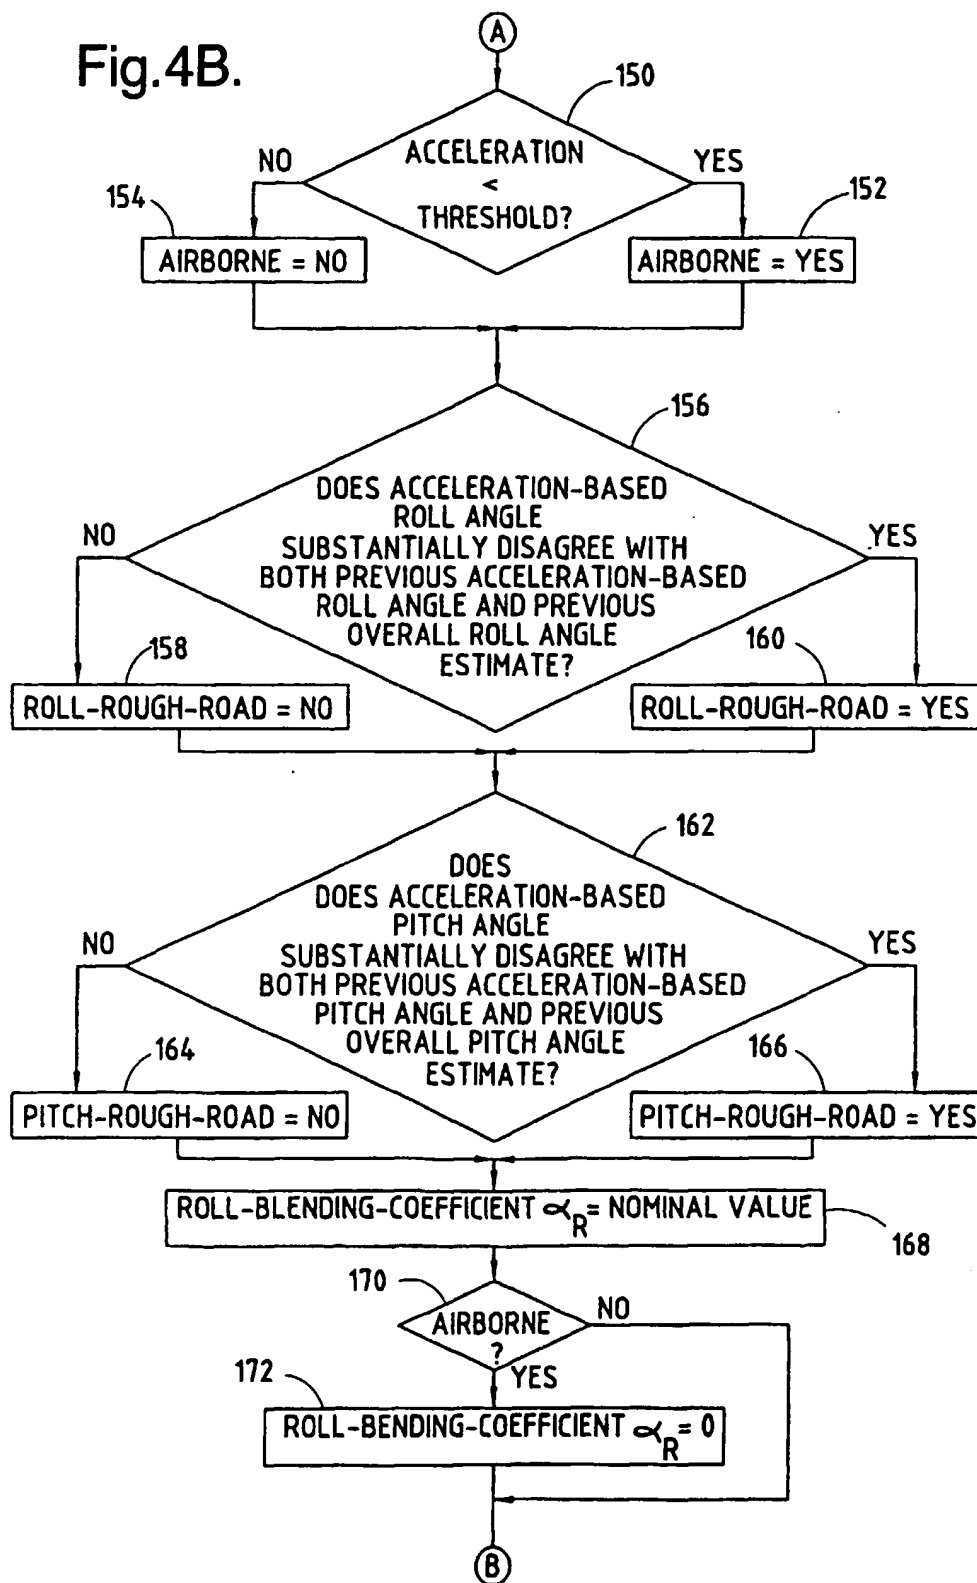 Fig.4B.
A
150
ACCELERATION
<
THRESHOLD?
NO
YES
154
152
AIRBORNE = NO
AIRBORNE = YES
156
DOES ACCELERATION-BASED
ROLL ANGLE
SUBSTANTIALLY DISAGREE WITH
BOTH PREVIOUS ACCELERATION-BASED
ROLL ANGLE AND PREVIOUS
OVERALL ROLL ANGLE
ESTIMATE?
NO
YES
158
160
ROLL-ROUGH-ROAD = NO
ROLL-ROUGH-ROAD = YES
162
DOES
DOES ACCELERATION-BASED
PITCH ANGLE
SUBSTANTIALLY DISAGREE WITH
BOTH PREVIOUS ACCELERATION-BASED
PITCH ANGLE AND PREVIOUS
OVERALL PITCH ANGLE
ESTIMATE?
NO
YES
164
166
PITCH-ROUGH-ROAD = NO
PITCH-ROUGH-ROAD = YES
ROLL-BLENDING-COEFFICIENT ∝R = NOMINAL VALUE
168
170
AIRBORNE
?
NO
YES
172
ROLL-BENDING-COEFFICIENT ∝R = 0
B